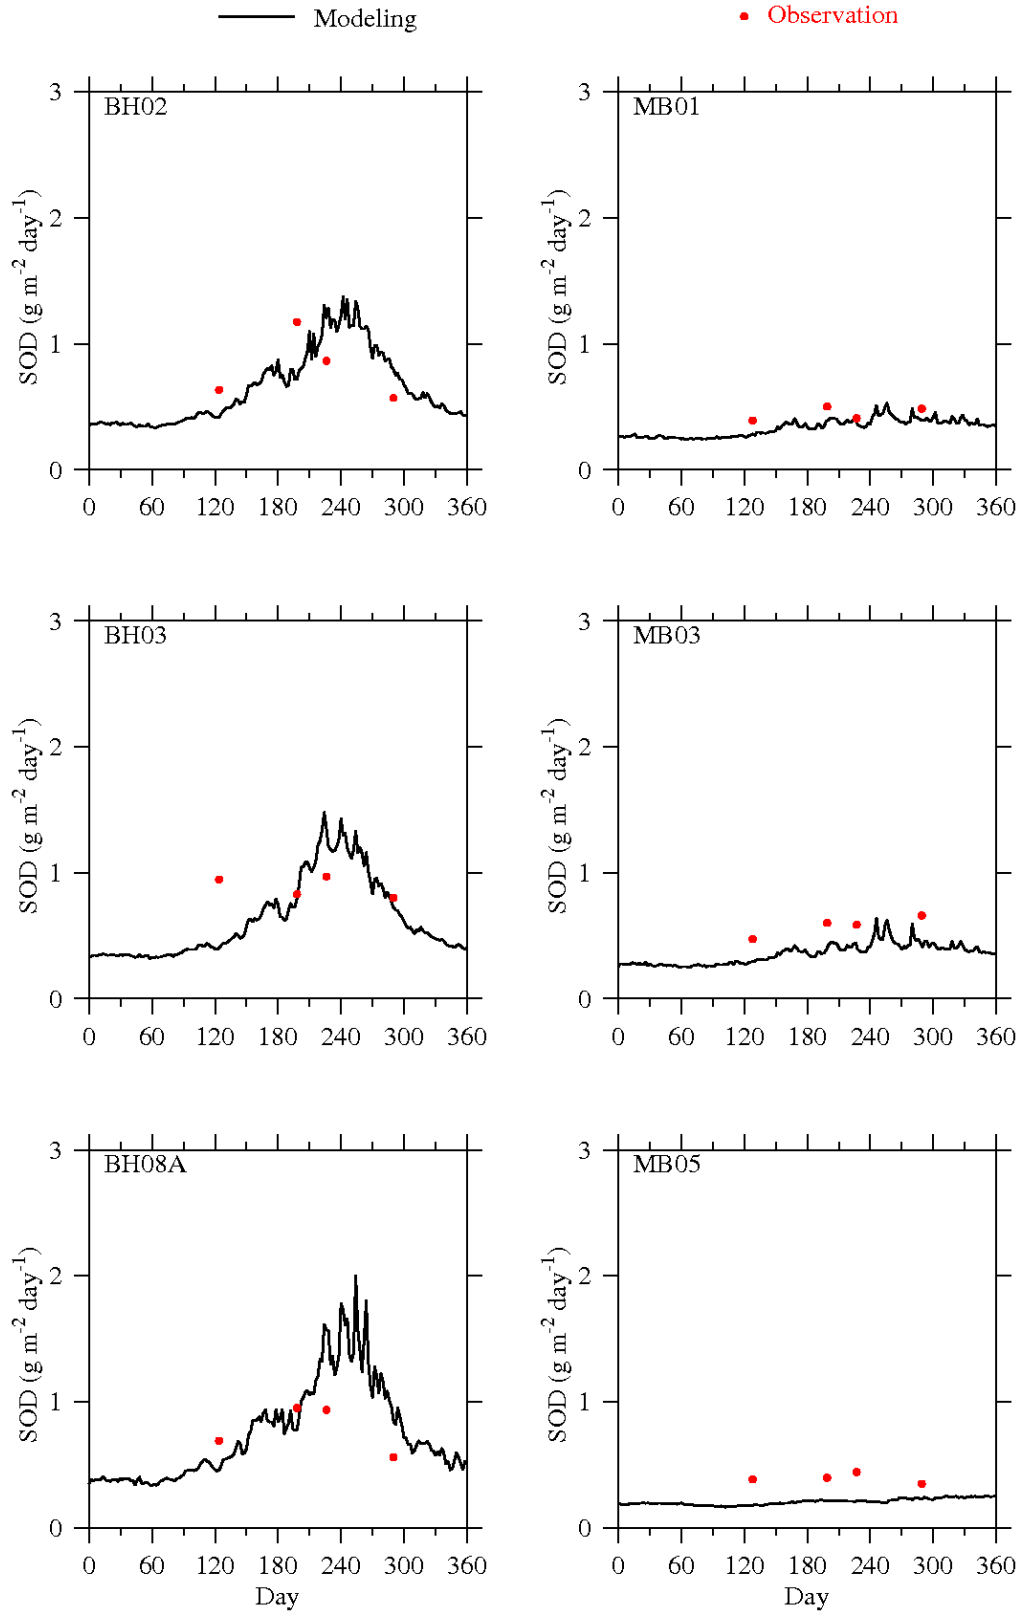 Modeling Observation
BH02 MB01
3 3
2 2
1 1
0 0
SOD (g m-2 day-1) SOD (g m-2 day-1)
0 60 120 180 240 300 360 0 60 120 180 240 300 360
BH03 MB03
3 3
2 2
1 1
0 0
SOD (g m-2 day-1) SOD (g m-2 day-1)
0 60 120 180 240 300 360 0 60 120 180 240 300 360
BH08A MB05
3 3
2 2
1 1
0 0
SOD (g m-2 day-1) SOD (g m-2 day-1)
0 60 120 180 240 300 360 0 60 120 180 240 300 360
Day Day